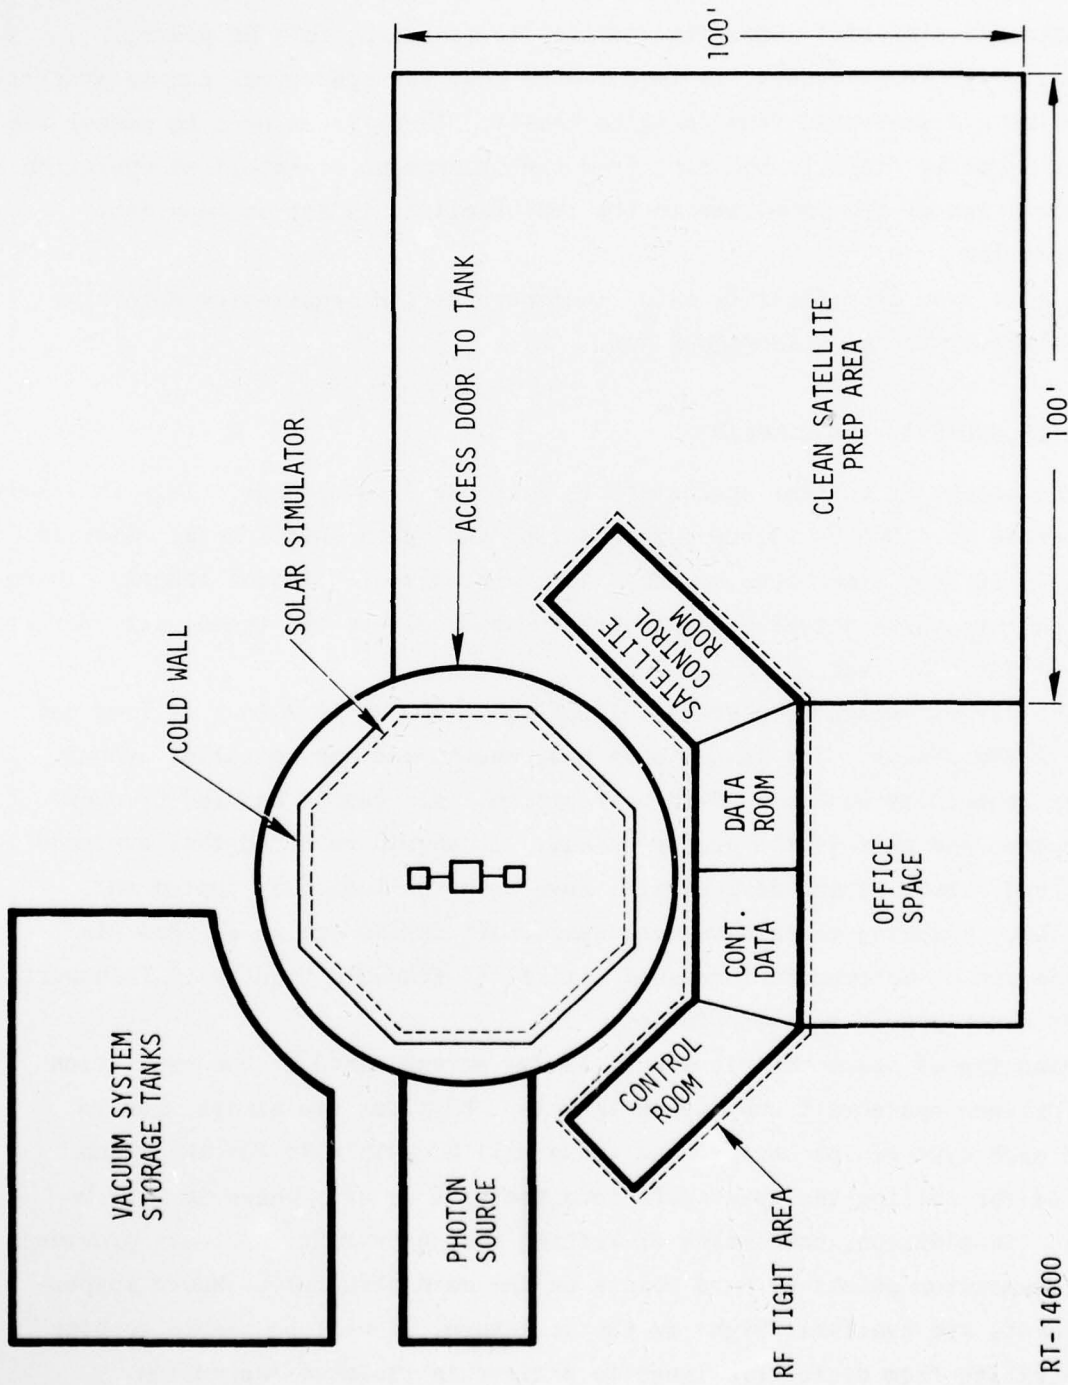 VACUUM SYSTEM
STORAGE TANKS
PHOTON
SOURCE
COLD WALL
SOLAR SIMULATOR
ACCESS DOOR TO TANK
CONTROL
ROOM
CONT.
DATA
DATA
ROOM
SATELLITE
CONTROL
ROOM
OFFICE
SPACE
CLEAN SATELLITE
PREP AREA
RF TIGHT AREA
100'
100'
RT-14600